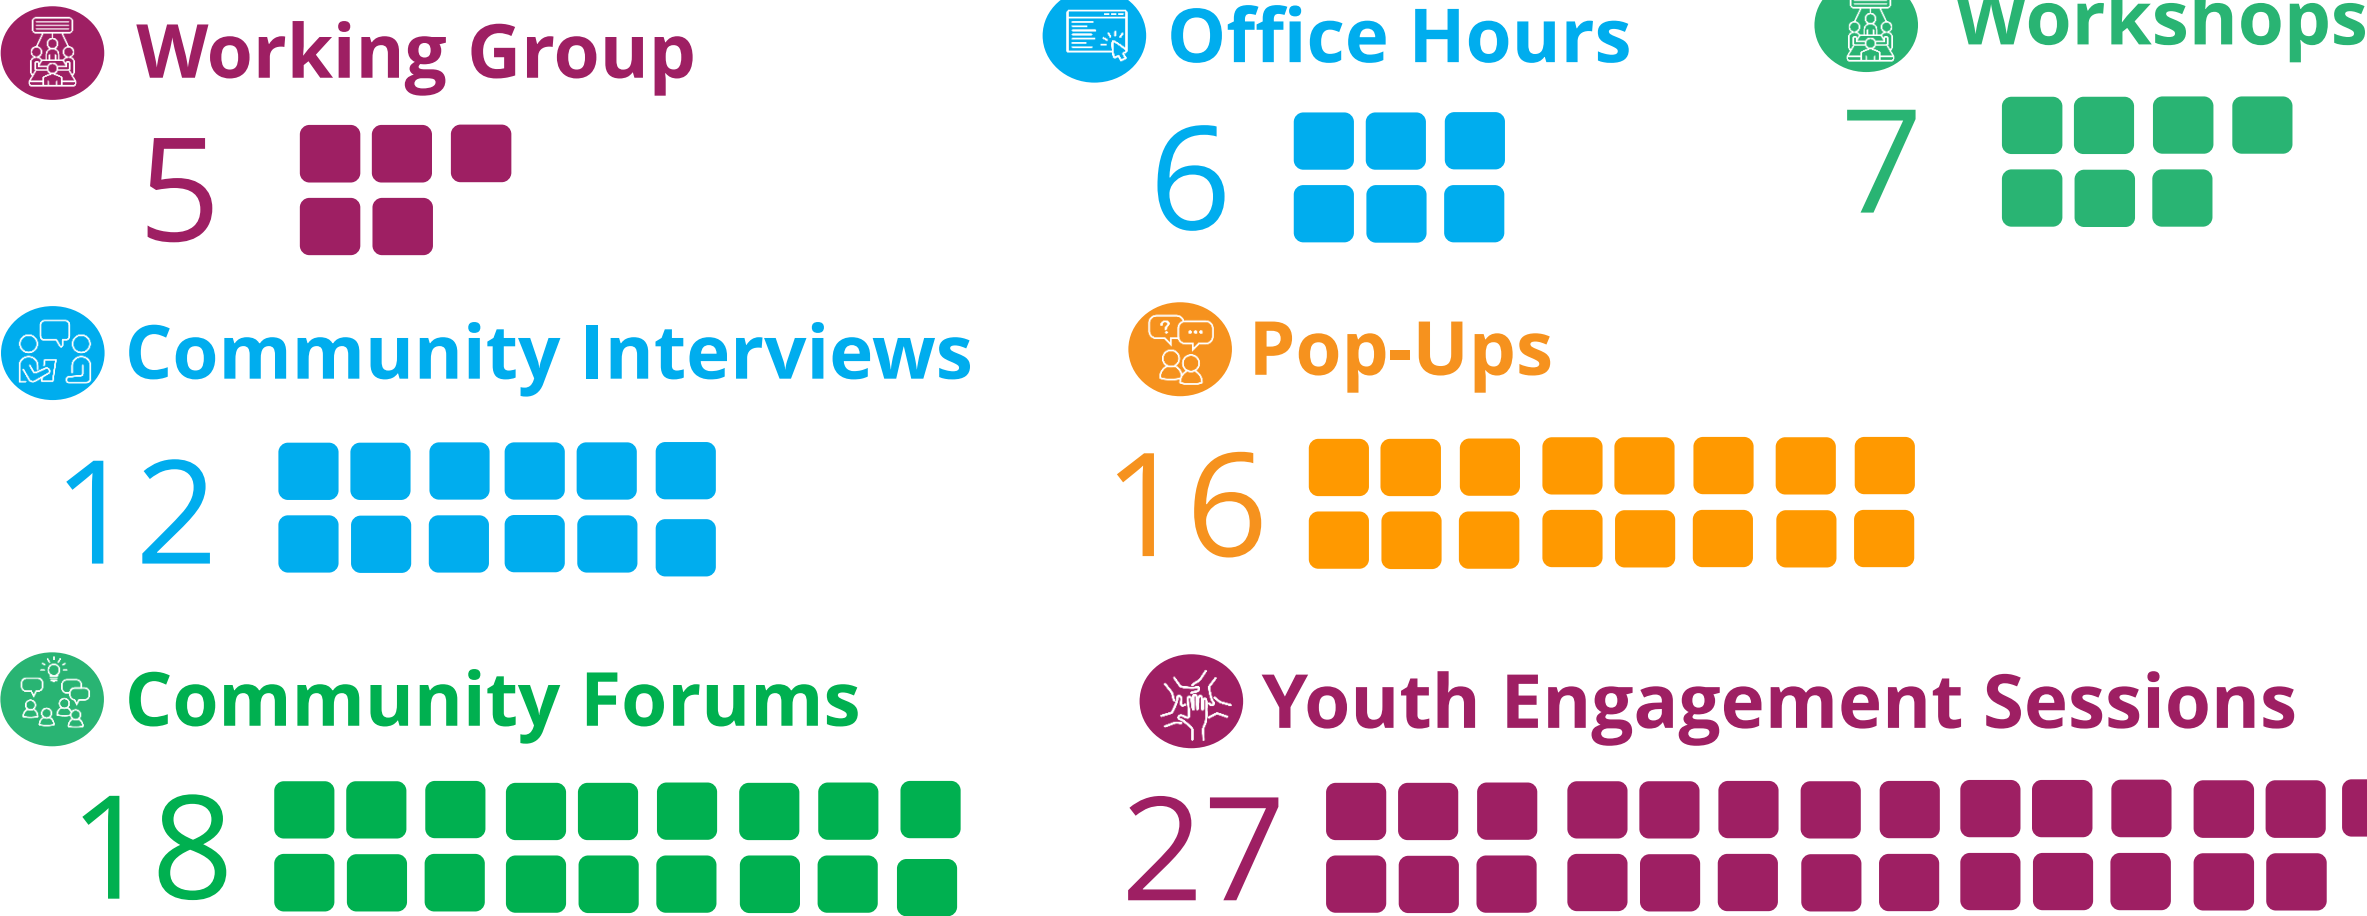 Working Group
5
Office Hours
6
Workshops
7
Community Interviews
12
Pop-Ups
16
Community Forums
18
Youth Engagement Sessions
27